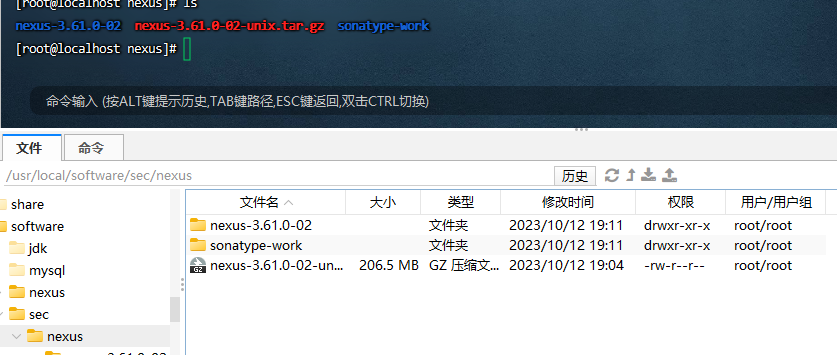 [root@localhost nexus]# ls
nexus-3.61.0-02 nexus-3.61.0-02-unix.tar.gz sonatype-work
[root@localhost nexus]#
命令输入 (按ALT键提示历史,TAB键路径,ESC键返回,双击CTRL切换)
文件 命令
/usr/local/software/sec/nexus 历史
share
software
jdk
mysql
nexus
sec
nexus
文件名 大小 类型 修改时间 权限 用户/用户组
nexus-3.61.0-02 文件夹 2023/10/12 19:11 drwxr-xr-x root/root
sonatype-work 文件夹 2023/10/12 19:11 drwxr-xr-x root/root
nexus-3.61.0-02-un... 206.5 MB GZ 压缩文... 2023/10/12 19:04 -rw-r--r-- root/root